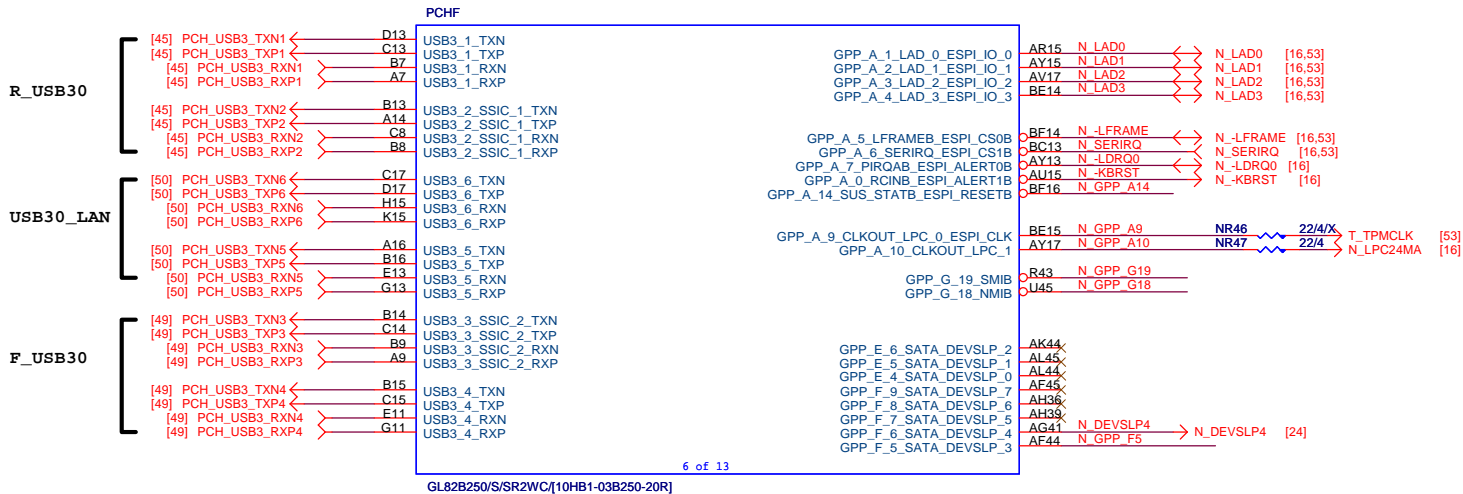 PCHF
R_USB30
[45] PCH_USB3_TXN1 D13 USB3_1_TXN
[45] PCH_USB3_TXP1 C13 USB3_1_TXP
[45] PCH_USB3_RXN1 B7 USB3_1_RXN
[45] PCH_USB3_RXP1 A7 USB3_1_RXP
[45] PCH_USB3_TXN2 B13 USB3_2_SSIC_1_TXN
[45] PCH_USB3_TXP2 A14 USB3_2_SSIC_1_TXP
[45] PCH_USB3_RXN2 C8 USB3_2_SSIC_1_RXN
[45] PCH_USB3_RXP2 B8 USB3_2_SSIC_1_RXP
USB30_LAN
[50] PCH_USB3_TXN6 C17 USB3_6_TXN
[50] PCH_USB3_TXP6 D17 USB3_6_TXP
[50] PCH_USB3_RXN6 H15 USB3_6_RXN
[50] PCH_USB3_RXP6 K15 USB3_6_RXP
[50] PCH_USB3_TXN5 A16 USB3_5_TXN
[50] PCH_USB3_TXP5 B16 USB3_5_TXP
[50] PCH_USB3_RXN5 E13 USB3_5_RXN
[50] PCH_USB3_RXP5 G13 USB3_5_RXP
F_USB30
[49] PCH_USB3_TXN3 B14 USB3_3_SSIC_2_TXN
[49] PCH_USB3_TXP3 C14 USB3_3_SSIC_2_TXP
[49] PCH_USB3_RXN3 B9 USB3_3_SSIC_2_RXN
[49] PCH_USB3_RXP3 A9 USB3_3_SSIC_2_RXP
[49] PCH_USB3_TXN4 B15 USB3_4_TXN
[49] PCH_USB3_TXP4 C15 USB3_4_TXP
[49] PCH_USB3_RXN4 E11 USB3_4_RXN
[49] PCH_USB3_RXP4 G11 USB3_4_RXP
GPP_A_1_LAD_0_ESPI_IO_0 AR15 N_LAD0 N_LAD0 [16,53]
GPP_A_2_LAD_1_ESPI_IO_1 AY15 N_LAD1 N_LAD1 [16,53]
GPP_A_3_LAD_2_ESPI_IO_2 AV17 N_LAD2 N_LAD2 [16,53]
GPP_A_4_LAD_3_ESPI_IO_3 BE14 N_LAD3 N_LAD3 [16,53]
GPP_A_5_LFRAMEB_ESPI_CS0B BF14 N_-LFRAME N_-LFRAME [16,53]
GPP_A_6_SERIRQ_ESPI_CS1B BC13 N_SERIRQ N_SERIRQ [16,53]
GPP_A_7_PIRQAB_ESPI_ALERT0B AY13 N_-LDRQ0 N_-LDRQ0 [16]
GPP_A_0_RCINB_ESPI_ALERT1B AU15 N_-KBRST N_-KBRST [16]
GPP_A_14_SUS_STATB_ESPI_RESETB BF16 N_GPP_A14
GPP_A_9_CLKOUT_LPC_0_ESPI_CLK BE15 N_GPP_A9 NR46 22/4/X T_TPMCLK [53]
GPP_A_10_CLKOUT_LPC_1 AY17 N_GPP_A10 NR47 22/4 N_LPC24MA [16]
GPP_G_19_SMIB R43 N_GPP_G19
GPP_G_18_NMIB U45 N_GPP_G18
GPP_E_6_SATA_DEVSLP_2 AK44
GPP_E_5_SATA_DEVSLP_1 AL45
GPP_E_4_SATA_DEVSLP_0 AL44
GPP_F_9_SATA_DEVSLP_7 AF45
GPP_F_8_SATA_DEVSLP_6 AH36
GPP_F_7_SATA_DEVSLP_5 AH39
GPP_F_6_SATA_DEVSLP_4 AG41 N_DEVSLP4 N_DEVSLP4 [24]
GPP_F_5_SATA_DEVSLP_3 AF44 N_GPP_F5
6 of 13
GL82B250/S/SR2WC/[10HB1-03B250-20R]